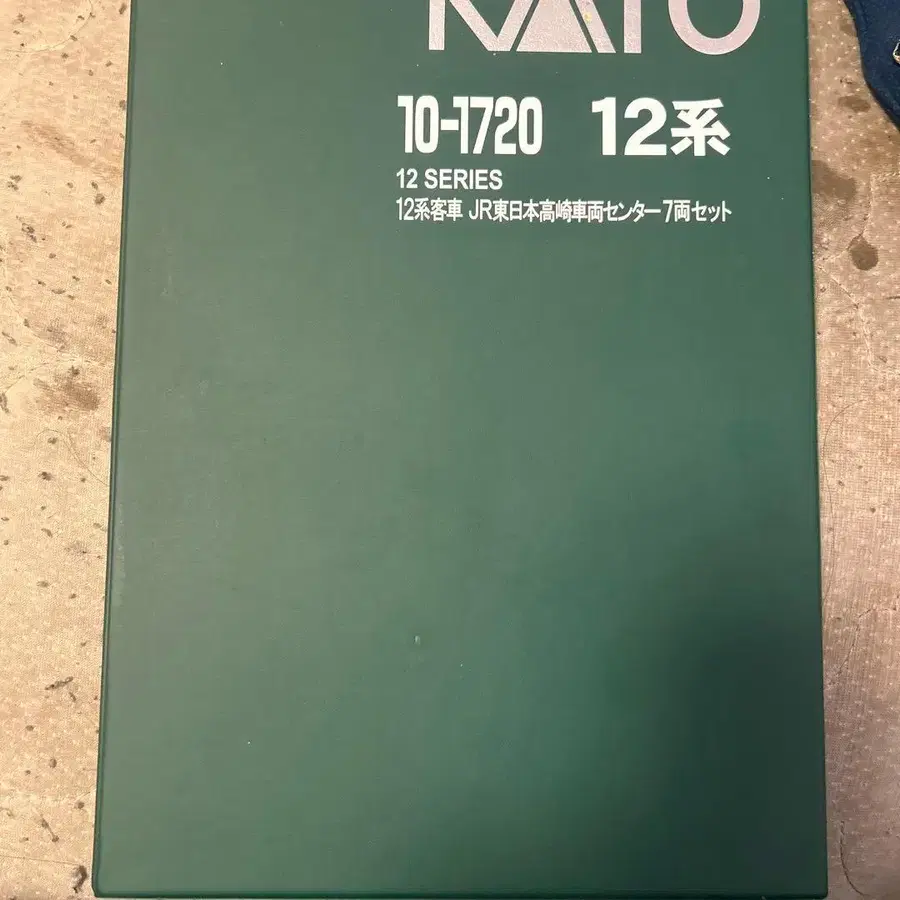 KATO
10-1720 12系
12 SERIES
12系客車 JR東日本高崎車両センター7両セット